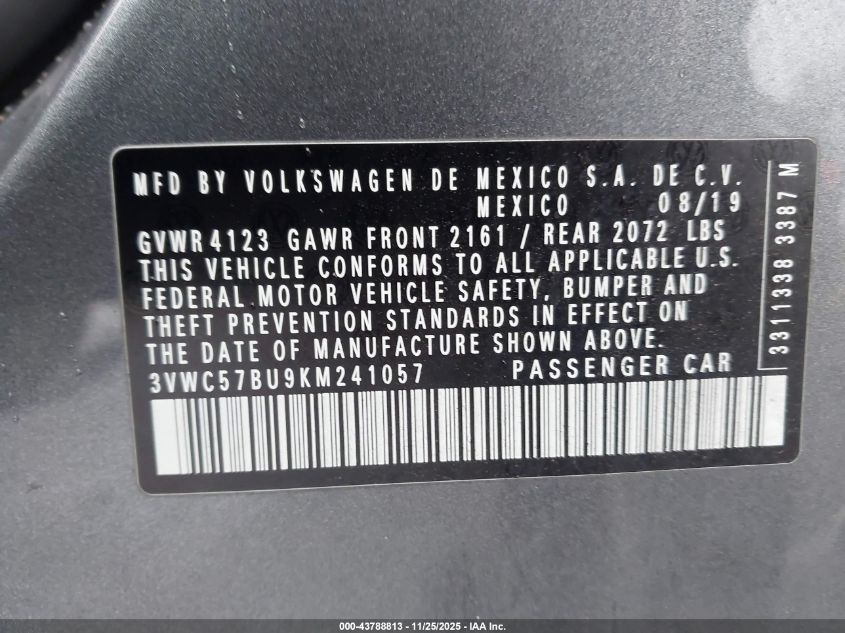 MFD BY VOLKSWAGEN DE MEXICO S.A. DE C.V.
MEXICO 08/19
GVWR 4123 GAWR FRONT 2161 / REAR 2072 LBS
THIS VEHICLE CONFORMS TO ALL APPLICABLE U.S.
FEDERAL MOTOR VEHICLE SAFETY, BUMPER AND
THEFT PREVENTION STANDARDS IN EFFECT ON
THE DATE OF MANUFACTURE SHOWN ABOVE.
3VWC57BU9KM241057 PASSENGER CAR
3311338 3387 M
000-43788813 - 11/25/2025 - IAA Inc.